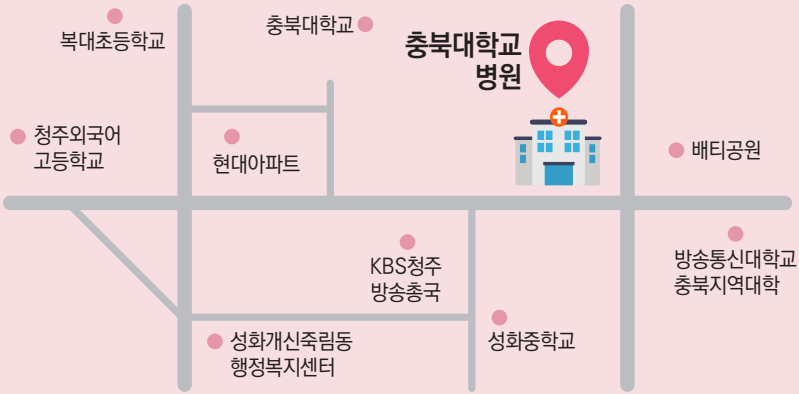 복대초등학교
충북대학교
충북대학교
병원
청주외국어
고등학교
현대아파트
배티공원
KBS청주
방송총국
방송통신대학교
충북지역대학
성화개신죽림동
행정복지센터
성화중학교